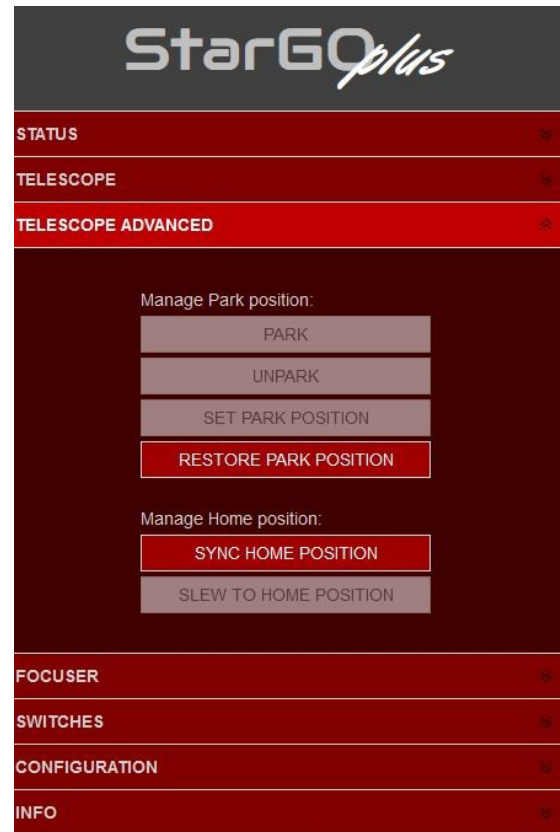 StarGO plus
STATUS
TELESCOPE
TELESCOPE ADVANCED
Manage Park position:
PARK
UNPARK
SET PARK POSITION
RESTORE PARK POSITION
Manage Home position:
SYNC HOME POSITION
SLEW TO HOME POSITION
FOCUSER
SWITCHES
CONFIGURATION
INFO